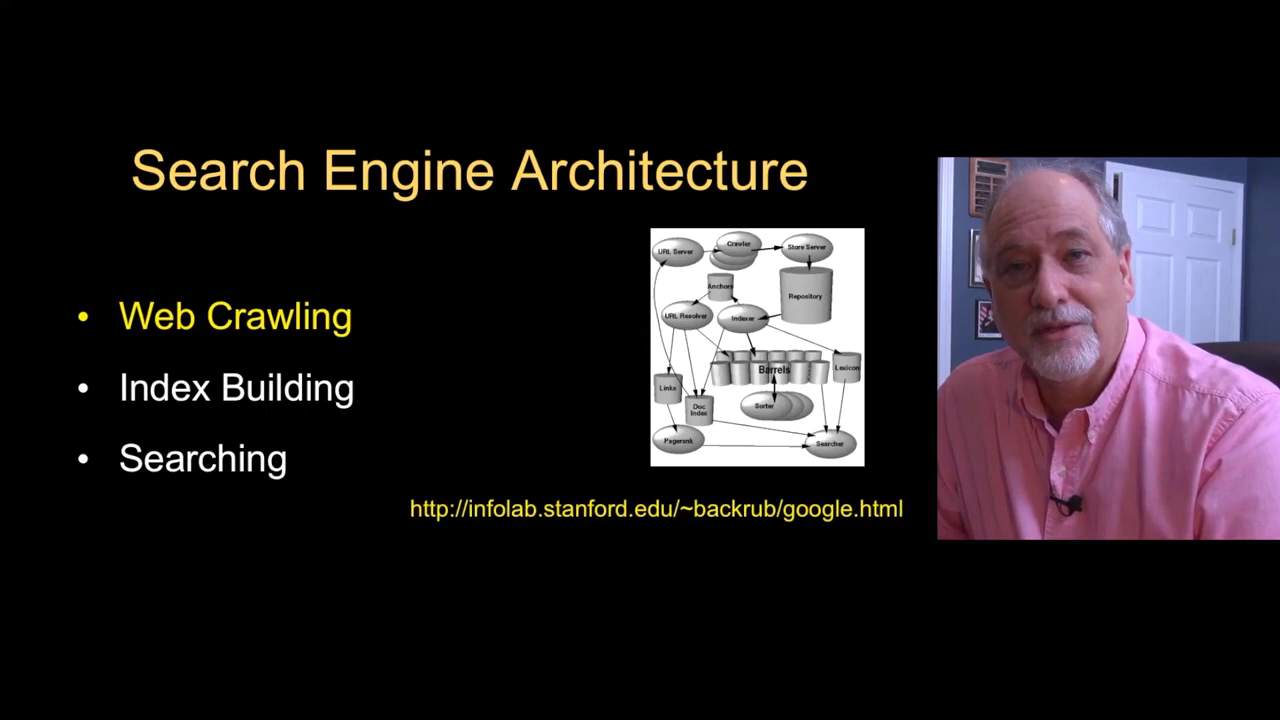 Search Engine Architecture
• Web Crawling
• Index Building
• Searching
URL Server
Crawler
Store Server
Anchors
Repository
URL Resolver
Indexer
Barrels
Lexicon
Links
Doc
Index
Sorter
Pagerank
Searcher
http://infolab.stanford.edu/~backrub/google.html